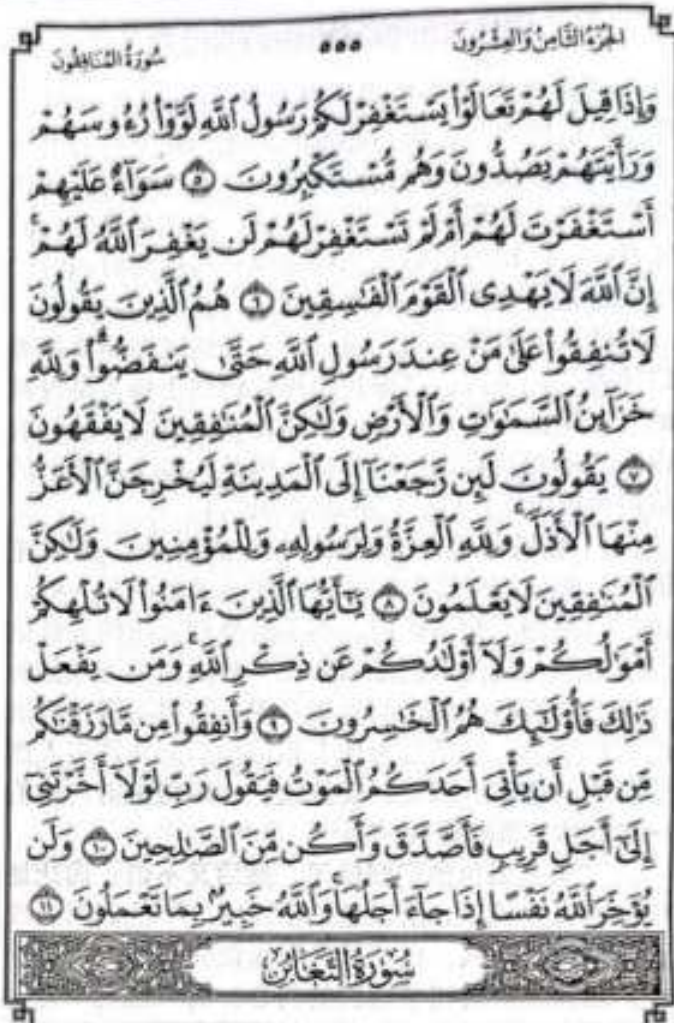 الجزء الثامن والعشرون
٥٥٥
سورة المنافقون
وَإِذَا قِيلَ لَهُمْ تَعَالَوْا۟ يَسْتَغْفِرْ لَكُمْ رَسُولُ ٱللَّهِ لَوَّوْا۟ رُءُوسَهُمْ
وَرَأَيْتَهُمْ يَصُدُّونَ وَهُم مُّسْتَكْبِرُونَ ٥ سَوَآءٌ عَلَيْهِمْ
أَسْتَغْفَرْتَ لَهُمْ أَمْ لَمْ تَسْتَغْفِرْ لَهُمْ لَن يَغْفِرَ ٱللَّهُ لَهُمْ ۚ
إِنَّ ٱللَّهَ لَا يَهْدِى ٱلْقَوْمَ ٱلْفَـٰسِقِينَ ٦ هُمُ ٱلَّذِينَ يَقُولُونَ
لَا تُنفِقُوا۟ عَلَىٰ مَنْ عِندَ رَسُولِ ٱللَّهِ حَتَّىٰ يَنفَضُّوا۟ ۗ وَلِلَّهِ
خَزَآئِنُ ٱلسَّمَـٰوَٰتِ وَٱلْأَرْضِ وَلَـٰكِنَّ ٱلْمُنَـٰفِقِينَ لَا يَفْقَهُونَ
٧ يَقُولُونَ لَئِن رَّجَعْنَآ إِلَى ٱلْمَدِينَةِ لَيُخْرِجَنَّ ٱلْأَعَزُّ
مِنْهَا ٱلْأَذَلَّ ۚ وَلِلَّهِ ٱلْعِزَّةُ وَلِرَسُولِهِۦ وَلِلْمُؤْمِنِينَ وَلَـٰكِنَّ
ٱلْمُنَـٰفِقِينَ لَا يَعْلَمُونَ ٨ يَـٰٓأَيُّهَا ٱلَّذِينَ ءَامَنُوا۟ لَا تُلْهِكُمْ
أَمْوَٰلُكُمْ وَلَآ أَوْلَـٰدُكُمْ عَن ذِكْرِ ٱللَّهِ ۚ وَمَن يَفْعَلْ
ذَٰلِكَ فَأُو۟لَـٰٓئِكَ هُمُ ٱلْخَـٰسِرُونَ ٩ وَأَنفِقُوا۟ مِن مَّا رَزَقْنَـٰكُم
مِّن قَبْلِ أَن يَأْتِىَ أَحَدَكُمُ ٱلْمَوْتُ فَيَقُولَ رَبِّ لَوْلَآ أَخَّرْتَنِىٓ
إِلَىٰٓ أَجَلٍ قَرِيبٍ فَأَصَّدَّقَ وَأَكُن مِّنَ ٱلصَّـٰلِحِينَ ١٠ وَلَن
يُؤَخِّرَ ٱللَّهُ نَفْسًا إِذَا جَآءَ أَجَلُهَا ۚ وَٱللَّهُ خَبِيرٌۢ بِمَا تَعْمَلُونَ ١١
سورة التغابن